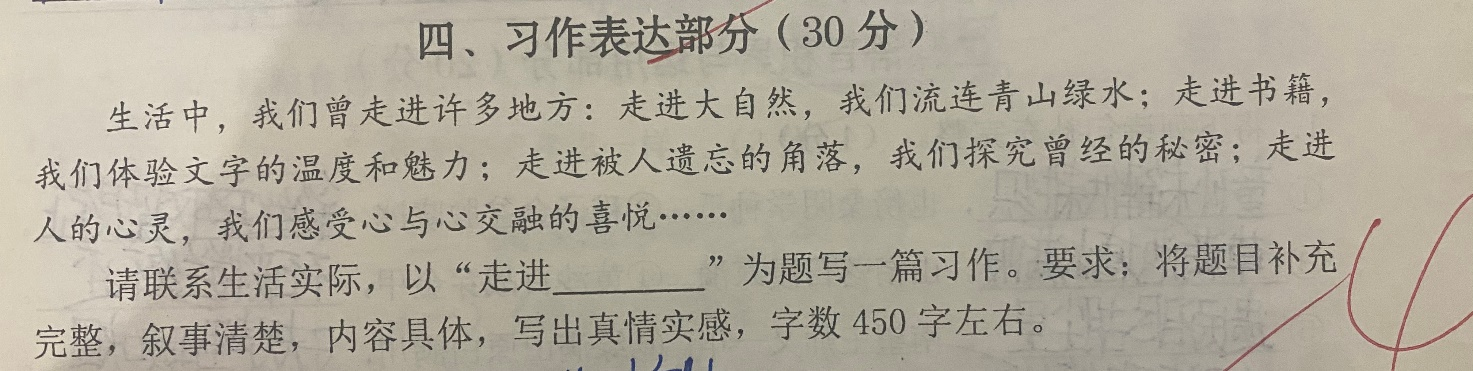 四、习作表达部分（30 分）
生活中，我们曾走进许多地方：走进大自然，我们流连青山绿水；走进书籍，
我们体验文字的温度和魅力；走进被人遗忘的角落，我们探究曾经的秘密；走进
人的心灵，我们感受心与心交融的喜悦……
请联系生活实际，以“走进________”为题写一篇习作。要求：将题目补充
完整，叙事清楚，内容具体，写出真情实感，字数 450 字左右。